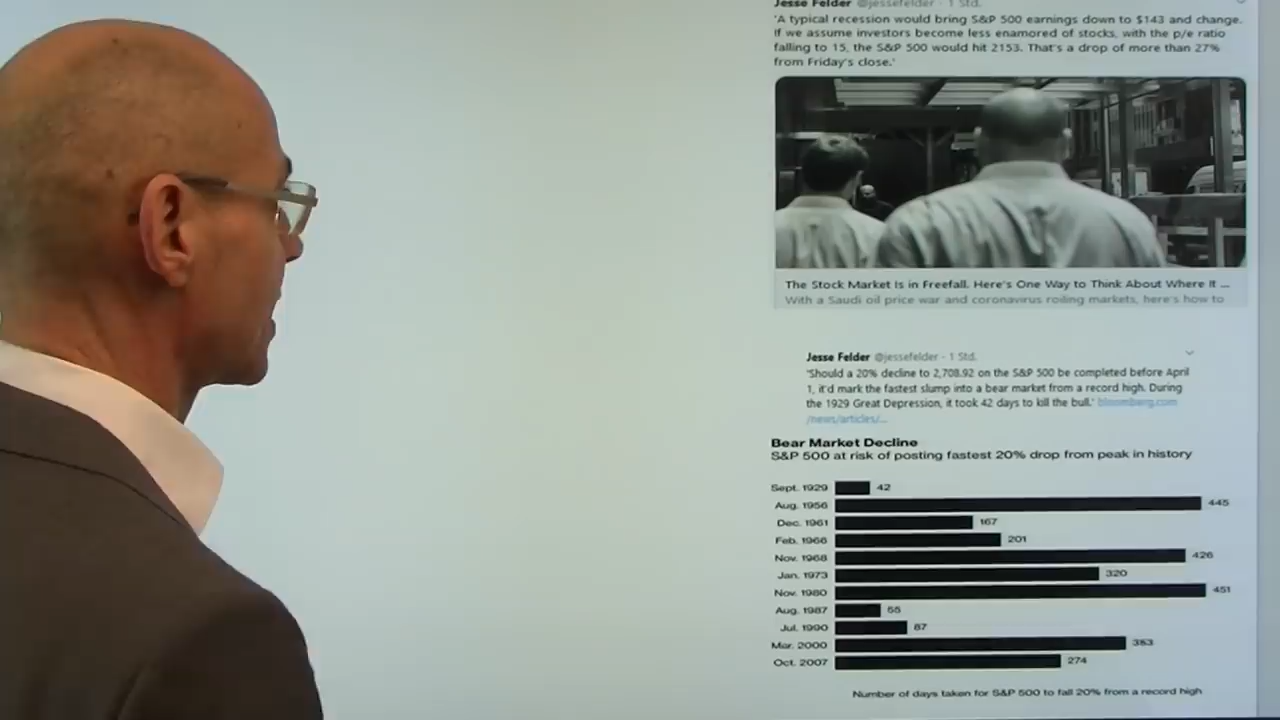 Jesse Felder @jessefelder · 1 Std.
'A typical recession would bring S&P 500 earnings down to $143 and change.
If we assume investors become less enamored of stocks, with the p/e ratio
falling to 15, the S&P 500 would hit 2153. That's a drop of more than 27%
from Friday's close.'
The Stock Market Is in Freefall. Here's One Way to Think About Where It ...
With a Saudi oil price war and coronavirus roiling markets, here's how to
Jesse Felder @jessefelder · 1 Std.
'Should a 20% decline to 2,708.92 on the S&P 500 be completed before April
1, it'd mark the fastest slump into a bear market from a record high. During
the 1929 Great Depression, it took 42 days to kill the bull.' bloomberg.com
/news/articles/...
Bear Market Decline
S&P 500 at risk of posting fastest 20% drop from peak in history
Sept. 1929 42
Aug. 1956 445
Dec. 1961 167
Feb. 1966 201
Nov. 1968 426
Jan. 1973 320
Nov. 1980 451
Aug. 1987 55
Jul. 1990 87
Mar. 2000 383
Oct. 2007 274
Number of days taken for S&P 500 to fall 20% from a record high